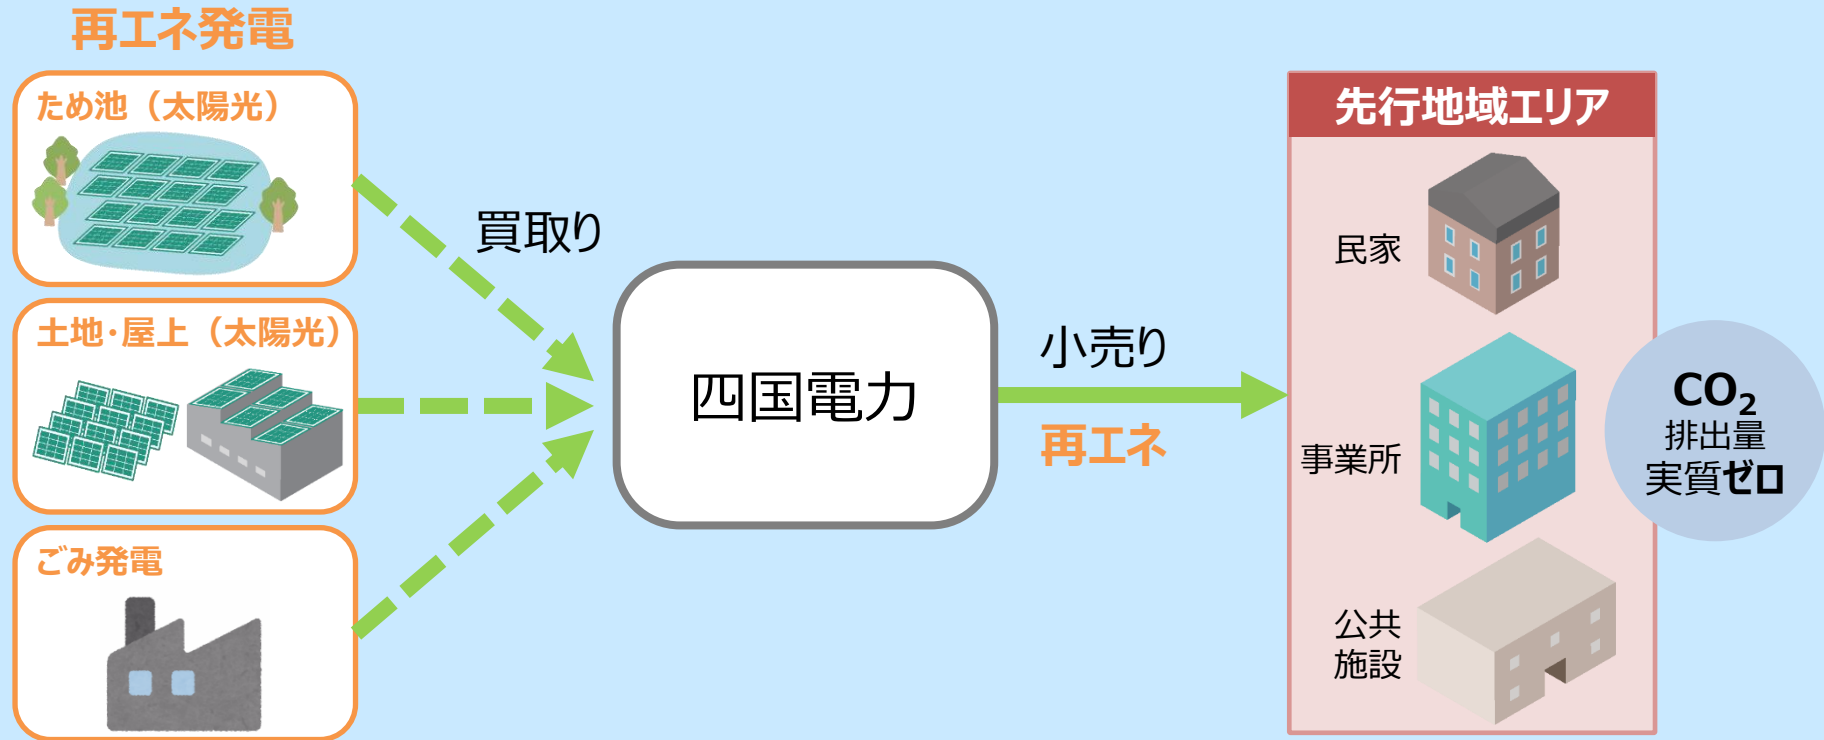 再エネ発電
ため池（太陽光）
土地・屋上（太陽光）
ごみ発電
買取り
四国電力
小売り
再エネ
先行地域エリア
民家
事業所
公共
施設
CO₂
排出量
実質ゼロ